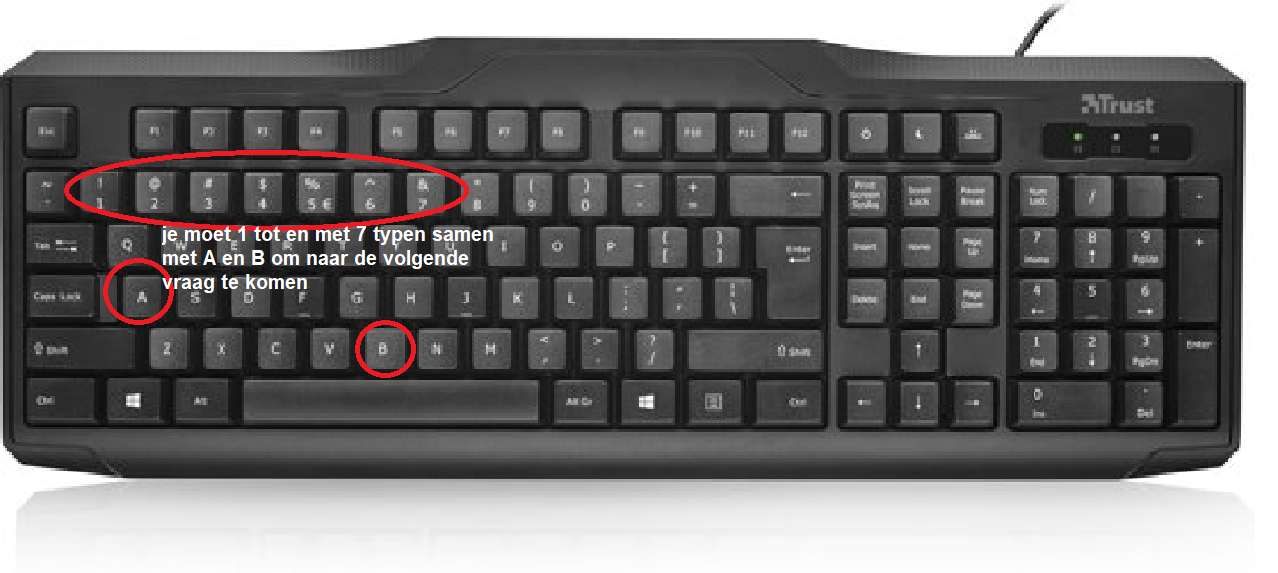 Trust
Esc F1 F2 F3 F4 F5 F6 F7 F8 F9 F10 F11 F12
~ ! @ # $ % ^ & * ( ) - +
1 2 3 4 5 € 6 7 8 9 0 =
Print Screen SysRq Scroll Lock Pause Break Num Lock / -
je moet 1 tot en met 7 typen samen
met A en B om naar de volgende
vraag te komen
Tab Q W E R T I O P { } [ ] Enter
Insert Home Page Up 7 Home 8 9 PgUp +
Caps Lock A S D F G H J K L : ; " | \
Delete End Page Down 4 5 6
Shift Z X C V B N M < > ? / Shift
1 End 2 3 PgDn Enter
Ctrl Alt Alt Gr Ctrl 0 Ins . Del